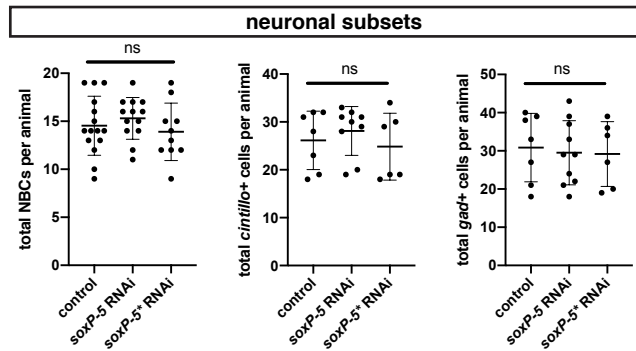 neuronal subsets
ns
total NBCs per animal
20
15
10
5
0
control
soxP-5 RNAi
soxP-5* RNAi
ns
total cintillo+ cells per animal
40
30
20
10
0
control
soxP-5 RNAi
soxP-5* RNAi
ns
total gad+ cells per animal
50
40
30
20
10
0
control
soxP-5 RNAi
soxP-5* RNAi